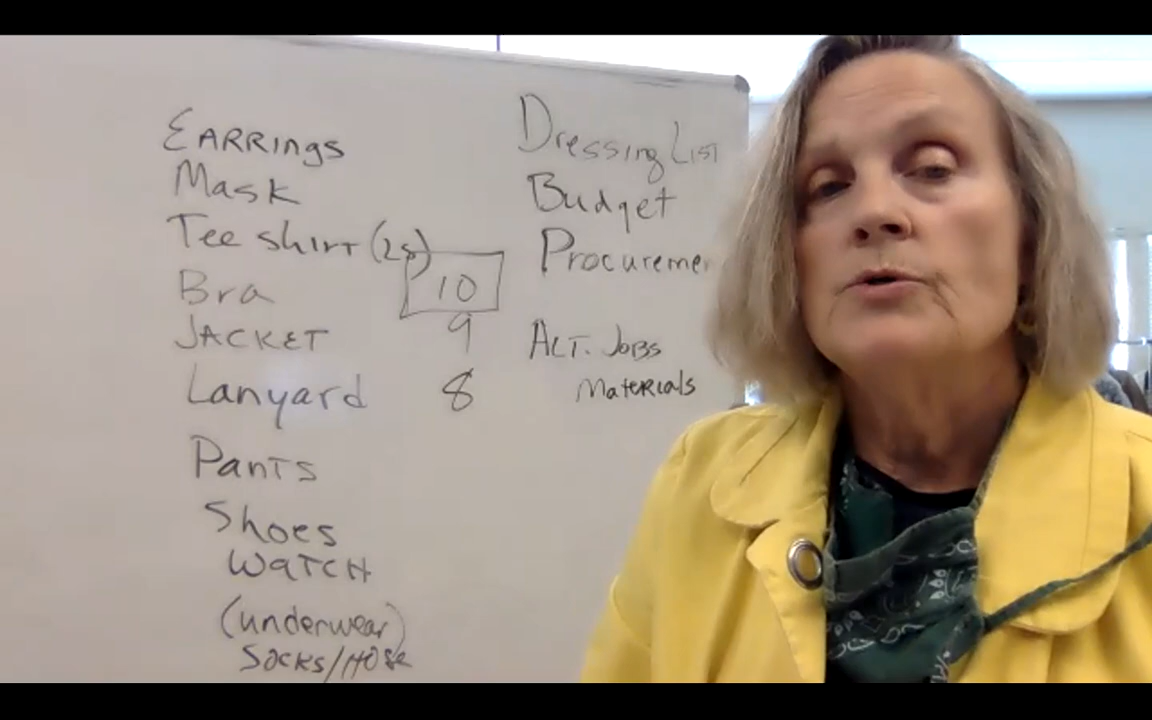 EARRINGS
Mask
Tee shirt (2s)
Bra
JACKET
Lanyard
Pants
Shoes
WATCH
(underwear)
SOCKS/HOSE
10
9
8
Dressing LIST
Budget
Procureme
ALT. JOBS
Materials